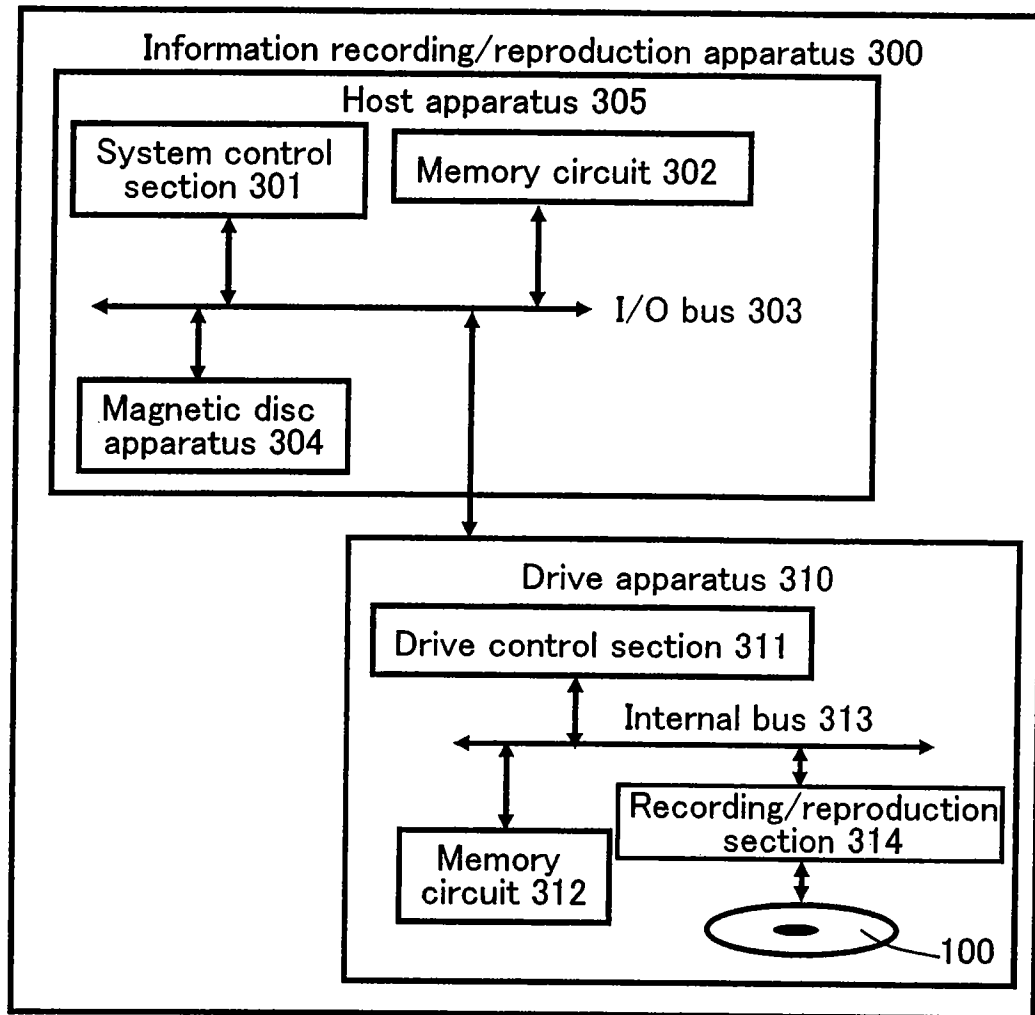 Information recording/reproduction apparatus 300
Host apparatus 305
System control
section 301
Memory circuit 302
I/O bus 303
Magnetic disc
apparatus 304
Drive apparatus 310
Drive control section 311
Internal bus 313
Recording/reproduction
section 314
Memory
circuit 312
100